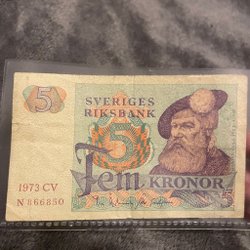 5
SVERIGES
RIKSBANK
5
Fem KRONOR
1973 CV
N 866850
5